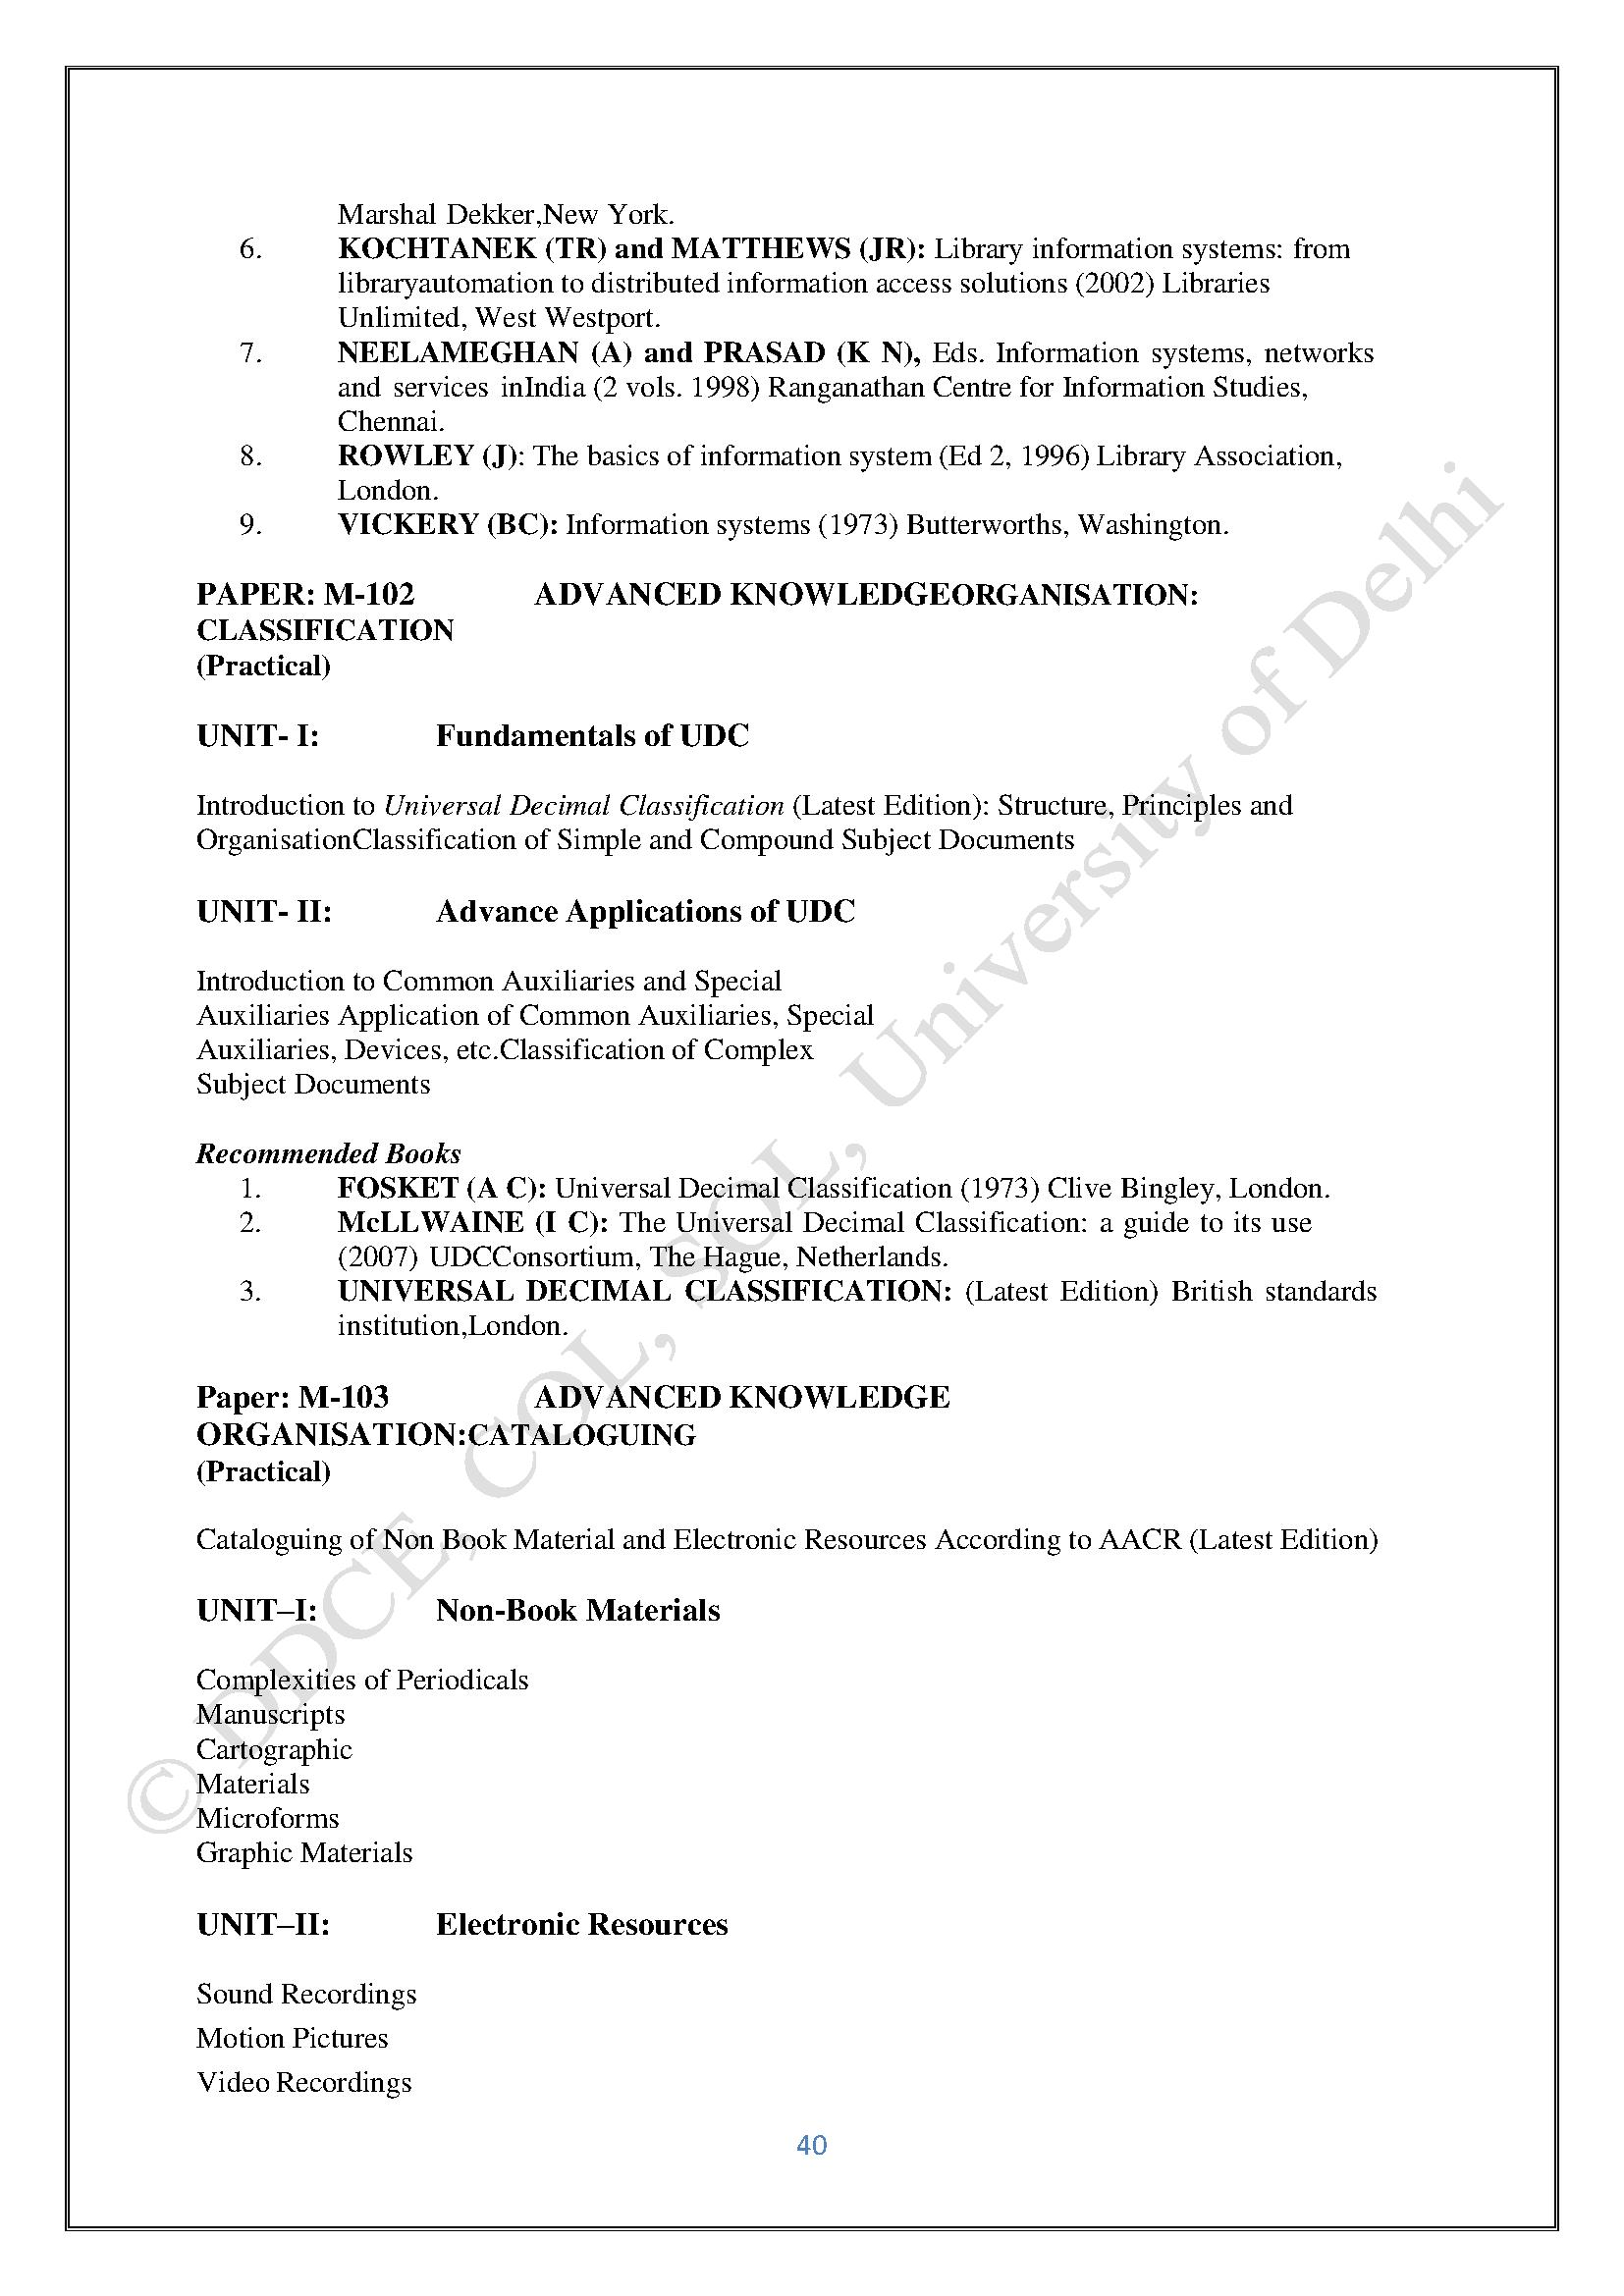 Marshal Dekker,New York.
6. KOCHTANEK (TR) and MATTHEWS (JR): Library information systems: from
libraryautomation to distributed information access solutions (2002) Libraries
Unlimited, West Westport.
7. NEELAMEGHAN (A) and PRASAD (K N), Eds. Information systems, networks
and services inIndia (2 vols. 1998) Ranganathan Centre for Information Studies,
Chennai.
8. ROWLEY (J): The basics of information system (Ed 2, 1996) Library Association,
London.
9. VICKERY (BC): Information systems (1973) Butterworths, Washington.
PAPER: M-102 ADVANCED KNOWLEDGEORGANISATION:
CLASSIFICATION
(Practical)
UNIT- I: Fundamentals of UDC
Introduction to Universal Decimal Classification (Latest Edition): Structure, Principles and
OrganisationClassification of Simple and Compound Subject Documents
UNIT- II: Advance Applications of UDC
Introduction to Common Auxiliaries and Special
Auxiliaries Application of Common Auxiliaries, Special
Auxiliaries, Devices, etc.Classification of Complex
Subject Documents
Recommended Books
1. FOSKET (A C): Universal Decimal Classification (1973) Clive Bingley, London.
2. McLLWAINE (I C): The Universal Decimal Classification: a guide to its use
(2007) UDCConsortium, The Hague, Netherlands.
3. UNIVERSAL DECIMAL CLASSIFICATION: (Latest Edition) British standards
institution,London.
Paper: M-103 ADVANCED KNOWLEDGE
ORGANISATION:CATALOGUING
(Practical)
Cataloguing of Non Book Material and Electronic Resources According to AACR (Latest Edition)
UNIT–I: Non-Book Materials
Complexities of Periodicals
Manuscripts
Cartographic
Materials
Microforms
Graphic Materials
UNIT–II: Electronic Resources
Sound Recordings
Motion Pictures
Video Recordings
40
© DDCE, COL, SOL, University of Delhi